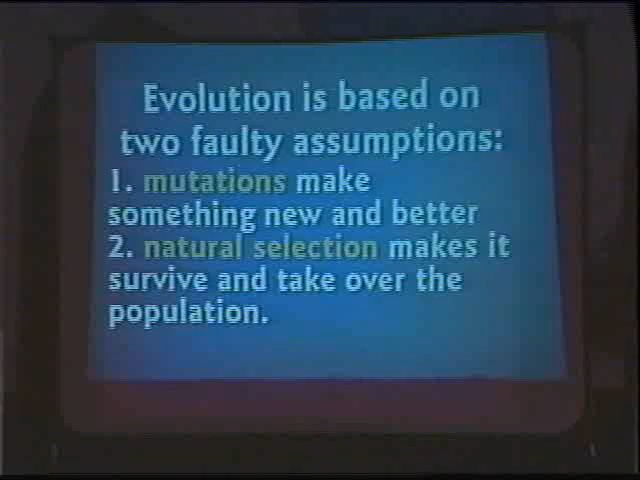 Evolution is based on
two faulty assumptions:
1. mutations make
something new and better
2. natural selection makes it
survive and take over the
population.